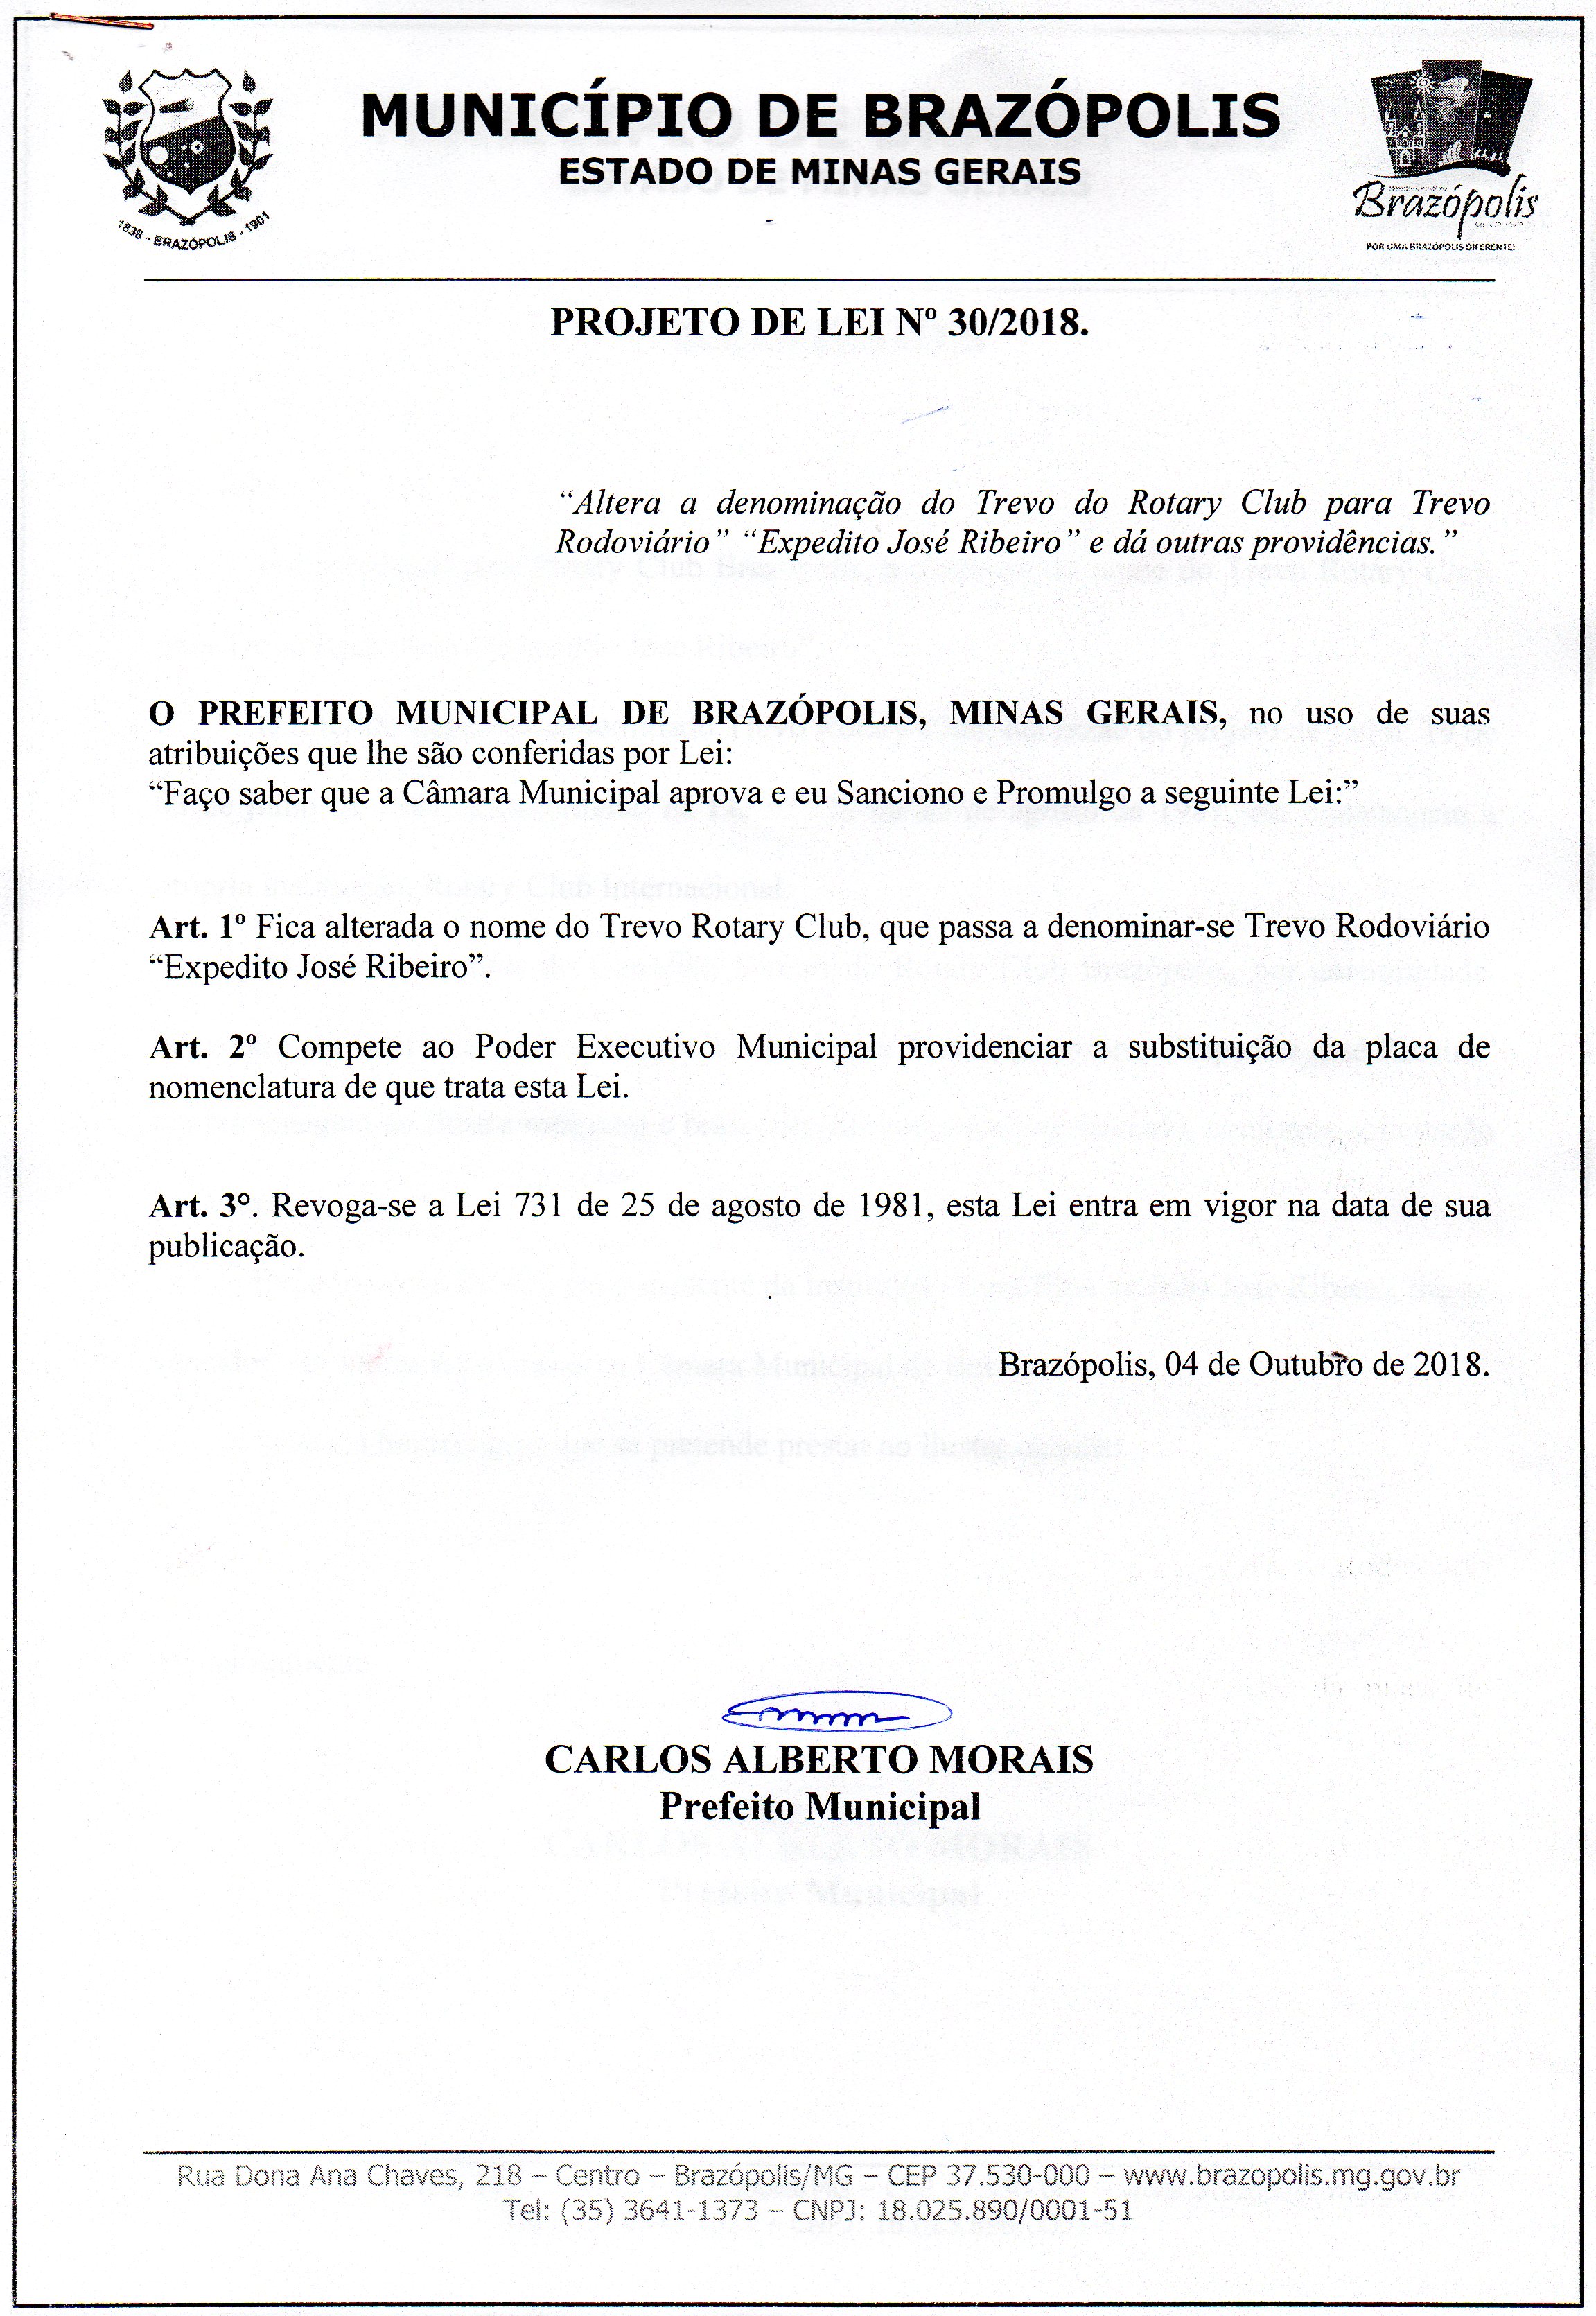 MUNICÍPIO DE BRAZÓPOLIS
ESTADO DE MINAS GERAIS
1838 - BRAZÓPOLIS - 1901
Brazópolis
POR UMA BRAZÓPOLIS DIFERENTE!
PROJETO DE LEI Nº 30/2018.
“Altera a denominação do Trevo do Rotary Club para Trevo
Rodoviário” “Expedito José Ribeiro” e dá outras providências.”
O PREFEITO MUNICIPAL DE BRAZÓPOLIS, MINAS GERAIS, no uso de suas
atribuições que lhe são conferidas por Lei:
“Faço saber que a Câmara Municipal aprova e eu Sanciono e Promulgo a seguinte Lei:”
Art. 1º Fica alterada o nome do Trevo Rotary Club, que passa a denominar-se Trevo Rodoviário
“Expedito José Ribeiro”.
Art. 2º Compete ao Poder Executivo Municipal providenciar a substituição da placa de
nomenclatura de que trata esta Lei.
Art. 3°. Revoga-se a Lei 731 de 25 de agosto de 1981, esta Lei entra em vigor na data de sua
publicação.
Brazópolis, 04 de Outubro de 2018.
CARLOS ALBERTO MORAIS
Prefeito Municipal
Rua Dona Ana Chaves, 218 – Centro – Brazópolis/MG – CEP 37.530-000 – www.brazopolis.mg.gov.br
Tel: (35) 3641-1373 – CNPJ: 18.025.890/0001-51